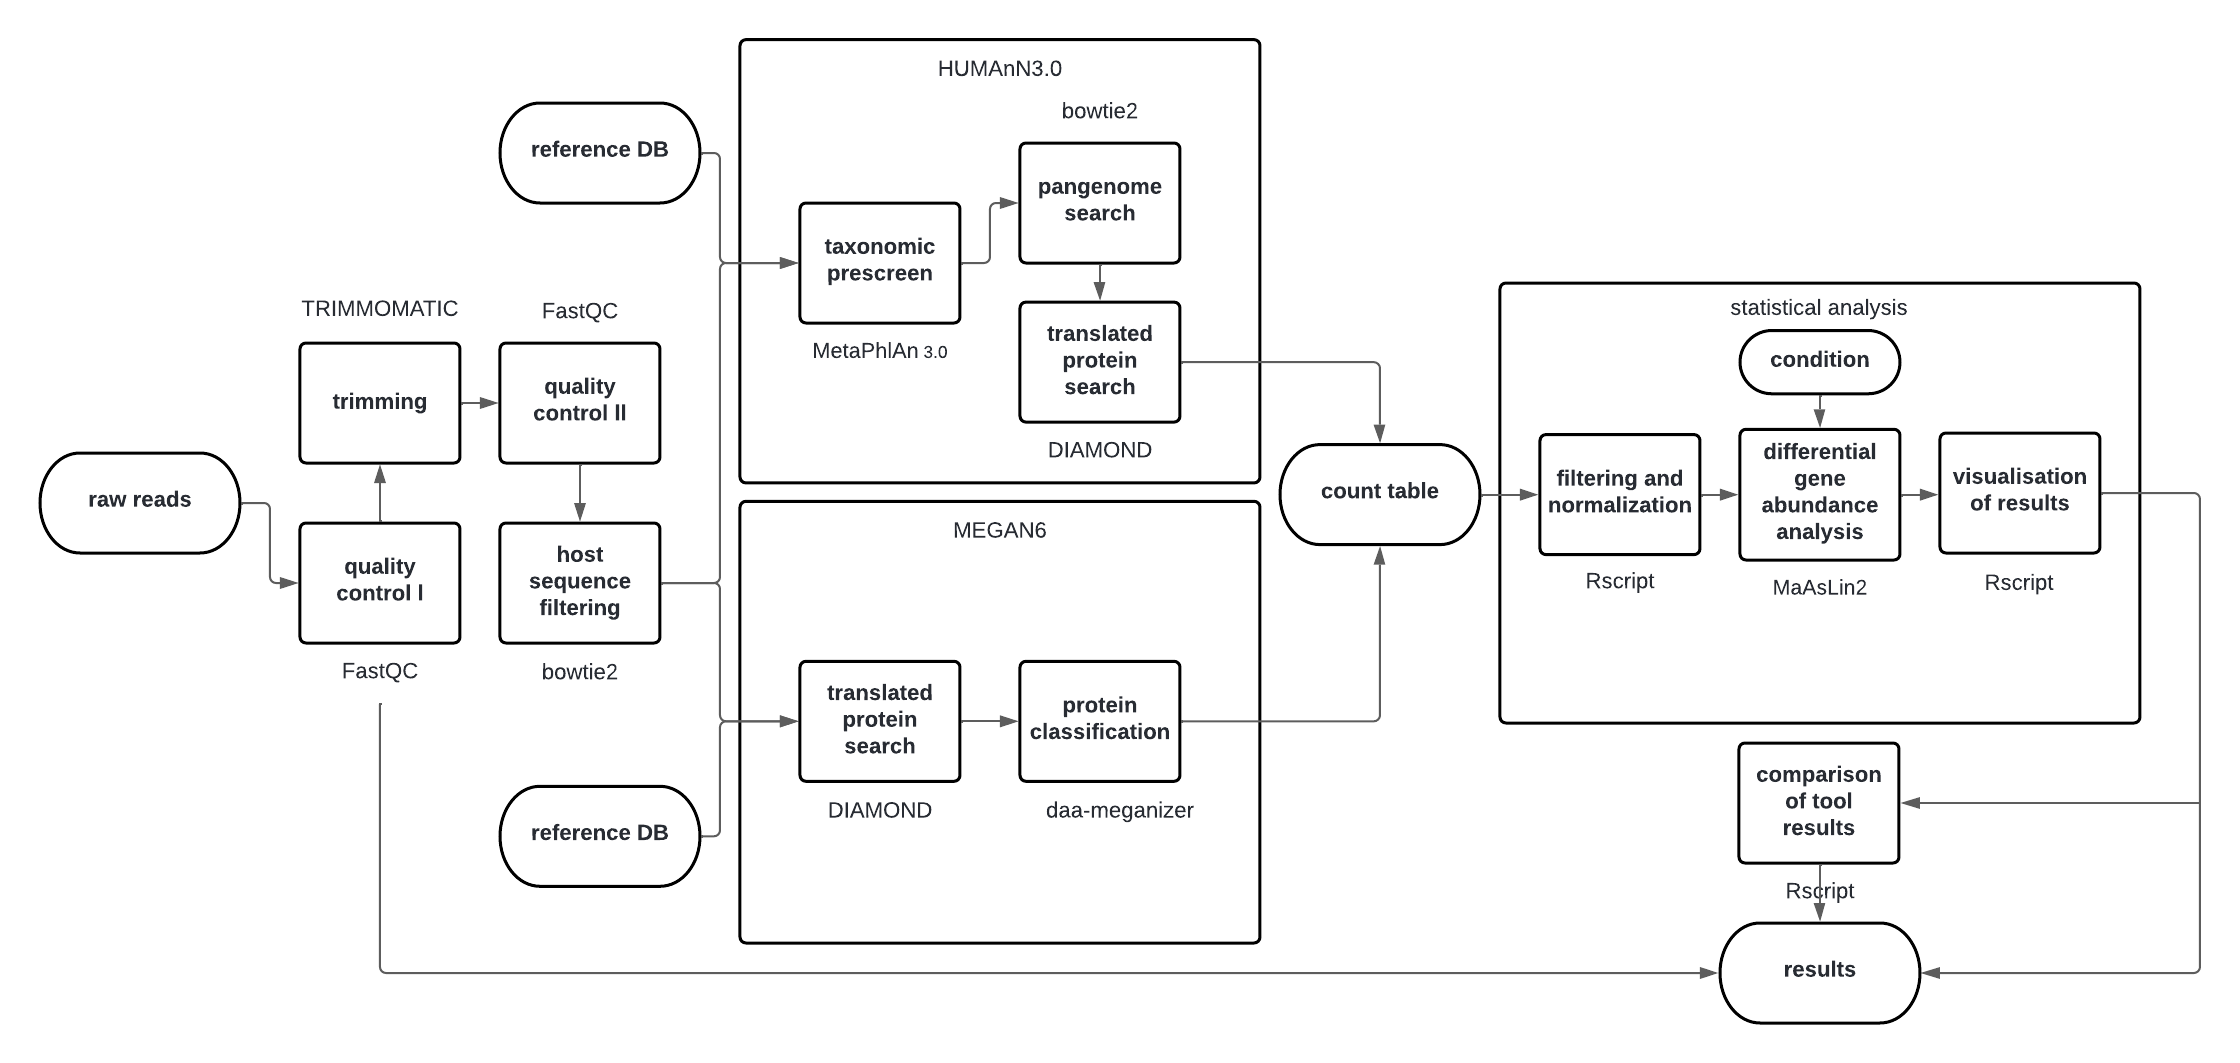 HUMAnN3.0
bowtie2
reference DB
pangenome
search
taxonomic
prescreen
MetaPhlAn 3.0
translated
protein
search
DIAMOND
TRIMMOMATIC
FastQC
trimming
quality
control II
raw reads
quality
control I
FastQC
host
sequence
filtering
bowtie2
MEGAN6
translated
protein
search
DIAMOND
protein
classification
daa-meganizer
reference DB
count table
statistical analysis
condition
filtering and
normalization
Rscript
differential
gene
abundance
analysis
MaAsLin2
visualisation
of results
Rscript
comparison
of tool
results
Rscript
results